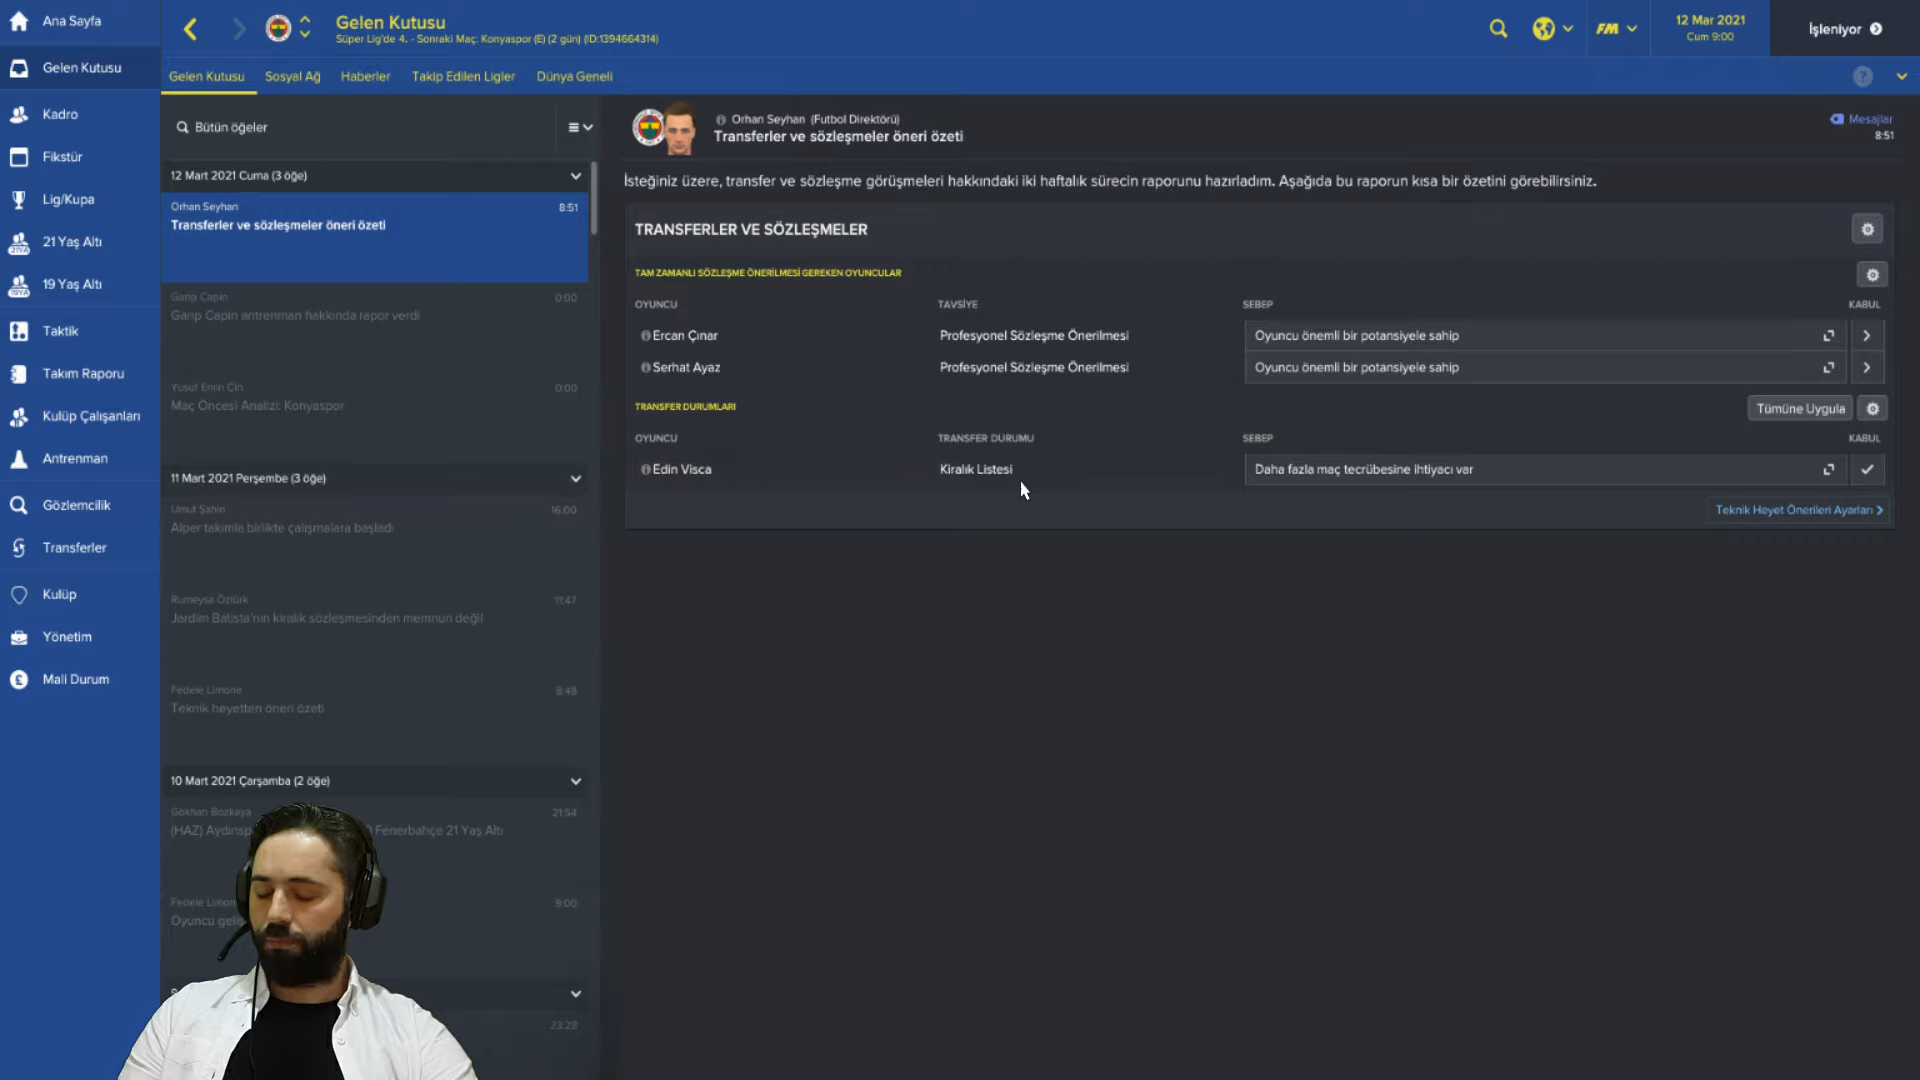 Ana Sayfa
Gelen Kutusu
Kadro
Fikstür
Lig/Kupa
21 Yaş Altı
19 Yaş Altı
Taktik
Takım Raporu
Kulüp Çalışanları
Antrenman
Gözlemcilik
Transferler
Kulüp
Yönetim
Mali Durum
Gelen Kutusu
Süper Lig'de 4. - Sonraki Maç: Konyaspor (E) (2 gün) (ID:1394664314)
FM
12 Mar 2021
Cum 9:00
İşleniyor
Gelen Kutusu Sosyal Ağ Haberler Takip Edilen Ligler Dünya Geneli
Bütün öğeler
12 Mart 2021 Cuma (3 öğe)
Orhan Seyhan 8:51
Transferler ve sözleşmeler öneri özeti
Garip Capin 0:00
Garip Capin antrenman hakkında rapor verdi
Yusuf Emin Çin 0:00
Maç Öncesi Analizi: Konyaspor
11 Mart 2021 Perşembe (3 öğe)
Umut Şahin 16:00
Alper takımla birlikte çalışmalara başladı
Rumeysa Öztürk 11:47
Jardim Batista'nın kiralık sözleşmesinden memnun değil
Fedele Limone 8:48
Teknik heyetten öneri özeti
10 Mart 2021 Çarşamba (2 öğe)
Gökhan Bozkaya 21:54
(HAZ) Fenerbahçe 21 Yaş Altı
Fedele 9:00
Oyuncu
23:28
Orhan Seyhan (Futbol Direktörü)
Transferler ve sözleşmeler öneri özeti
Mesajlar
8:51
İsteğiniz üzere, transfer ve sözleşme görüşmeleri hakkındaki iki haftalık sürecin raporunu hazırladım. Aşağıda bu raporun kısa bir özetini görebilirsiniz.
TRANSFERLER VE SÖZLEŞMELER
TAM ZAMANLI SÖZLEŞME ÖNERİLMESİ GEREKEN OYUNCULAR
OYUNCU TAVSİYE SEBEP KABUL
Ercan Çınar Profesyonel Sözleşme Önerilmesi Oyuncu önemli bir potansiyele sahip
Serhat Ayaz Profesyonel Sözleşme Önerilmesi Oyuncu önemli bir potansiyele sahip
TRANSFER DURUMLARI Tümüne Uygula
OYUNCU TRANSFER DURUMU SEBEP KABUL
Edin Visca Kiralık Listesi Daha fazla maç tecrübesine ihtiyacı var
Teknik Heyet Önerileri Ayarları